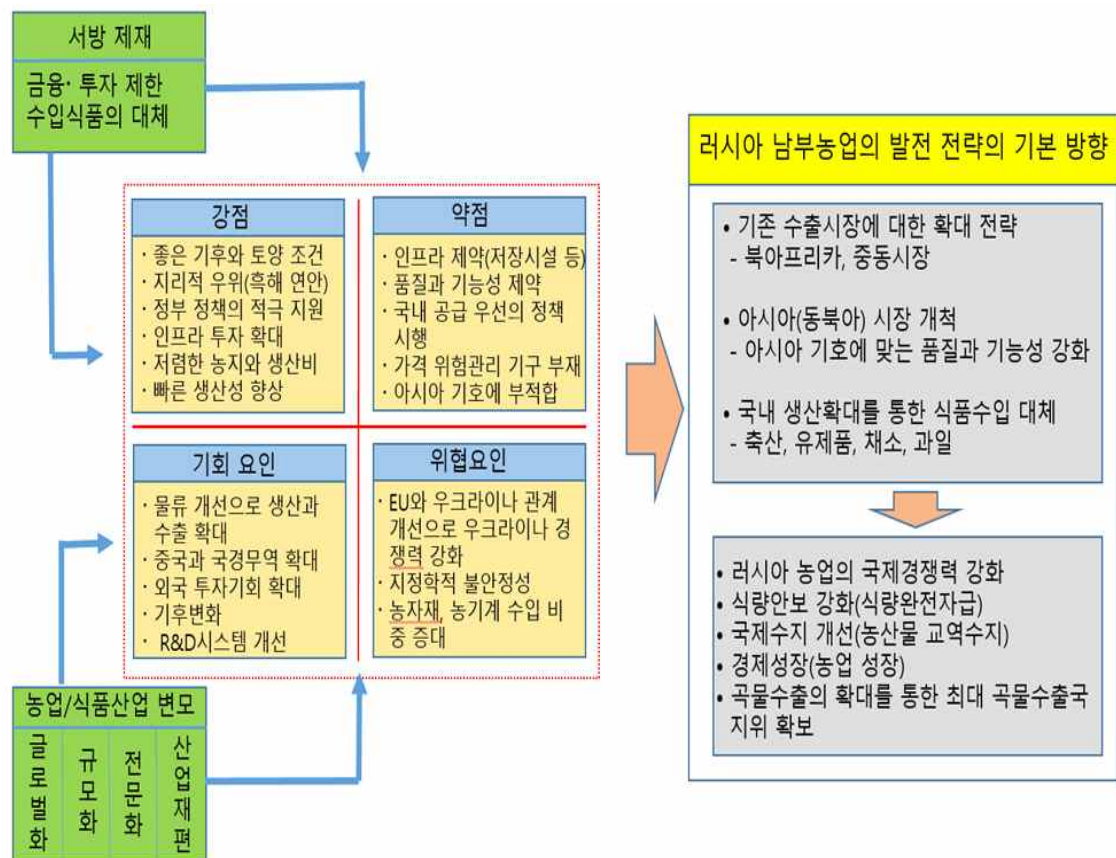 서방 제재
금융· 투자 제한
수입식품의 대체
강점
· 좋은 기후와 토양 조건
· 지리적 우위(흑해 연안)
· 정부 정책의 적극 지원
· 인프라 투자 확대
· 저렴한 농지와 생산비
· 빠른 생산성 향상
약점
· 인프라 제약(저장시설 등)
· 품질과 기능성 제약
· 국내 공급 우선의 정책
시행
· 가격 위험관리 기구 부재
· 아시아 기호에 부적합
기회 요인
· 물류 개선으로 생산과
수출 확대
· 중국과 국경무역 확대
· 외국 투자기회 확대
· 기후변화
· R&D시스템 개선
위협요인
· EU와 우크라이나 관계
개선으로 우크라이나 경
쟁력 강화
· 지정학적 불안정성
· 농자재, 농기계 수입 비
중 증대
농업/식품산업 변모
글로벌화
규모화
전문화
산업재편
러시아 남부농업의 발전 전략의 기본 방향
• 기존 수출시장에 대한 확대 전략
- 북아프리카, 중동시장
• 아시아(동북아) 시장 개척
- 아시아 기호에 맞는 품질과 기능성 강화
• 국내 생산확대를 통한 식품수입 대체
- 축산, 유제품, 채소, 과일
• 러시아 농업의 국제경쟁력 강화
• 식량안보 강화(식량완전자급)
• 국제수지 개선(농산물 교역수지)
• 경제성장(농업 성장)
• 곡물수출의 확대를 통한 최대 곡물수출국
지위 확보